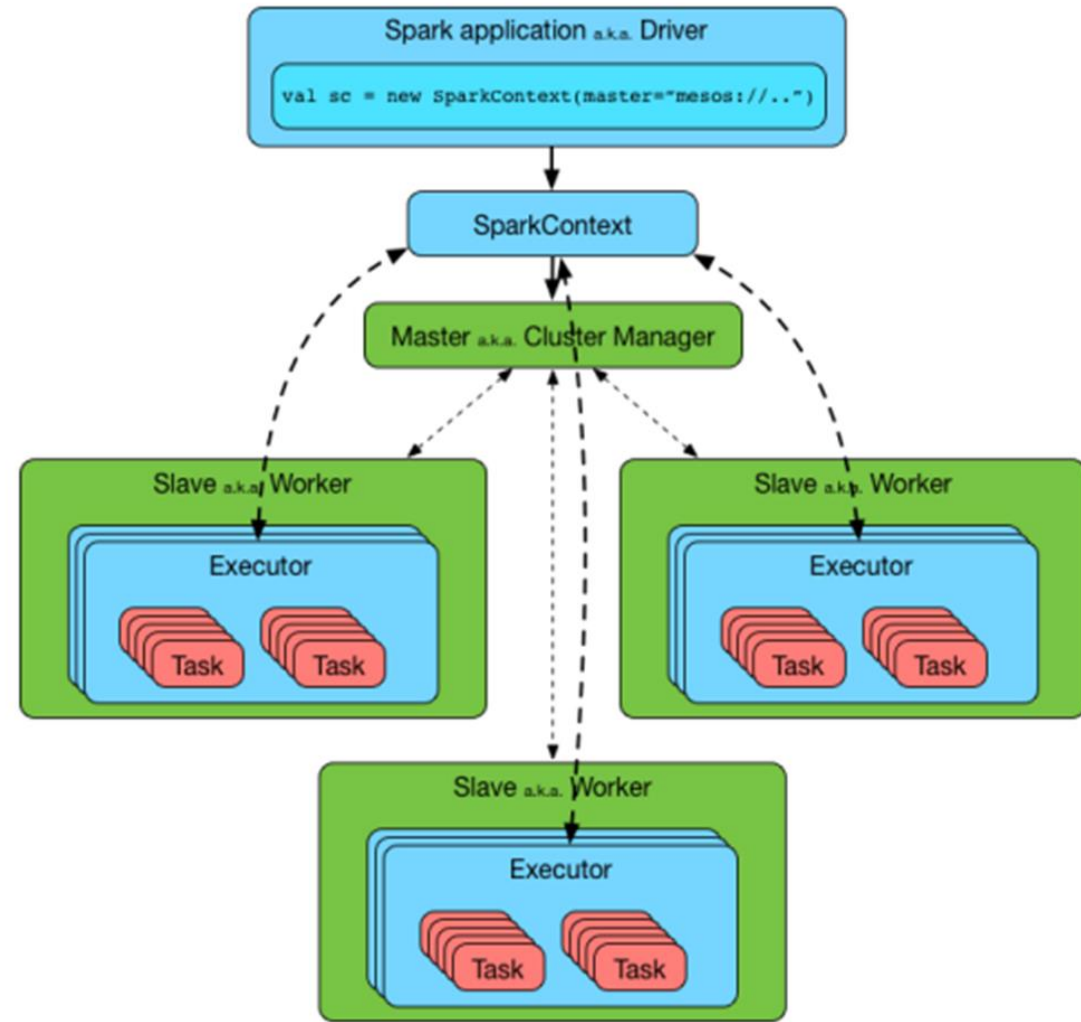 Spark application a.k.a. Driver
val sc = new SparkContext(master="mesos://..")
SparkContext
Master a.k.a. Cluster Manager
Slave a.k.a. Worker
Executor
Task
Task
Slave a.k.a. Worker
Executor
Task
Task
Slave a.k.a. Worker
Executor
Task
Task